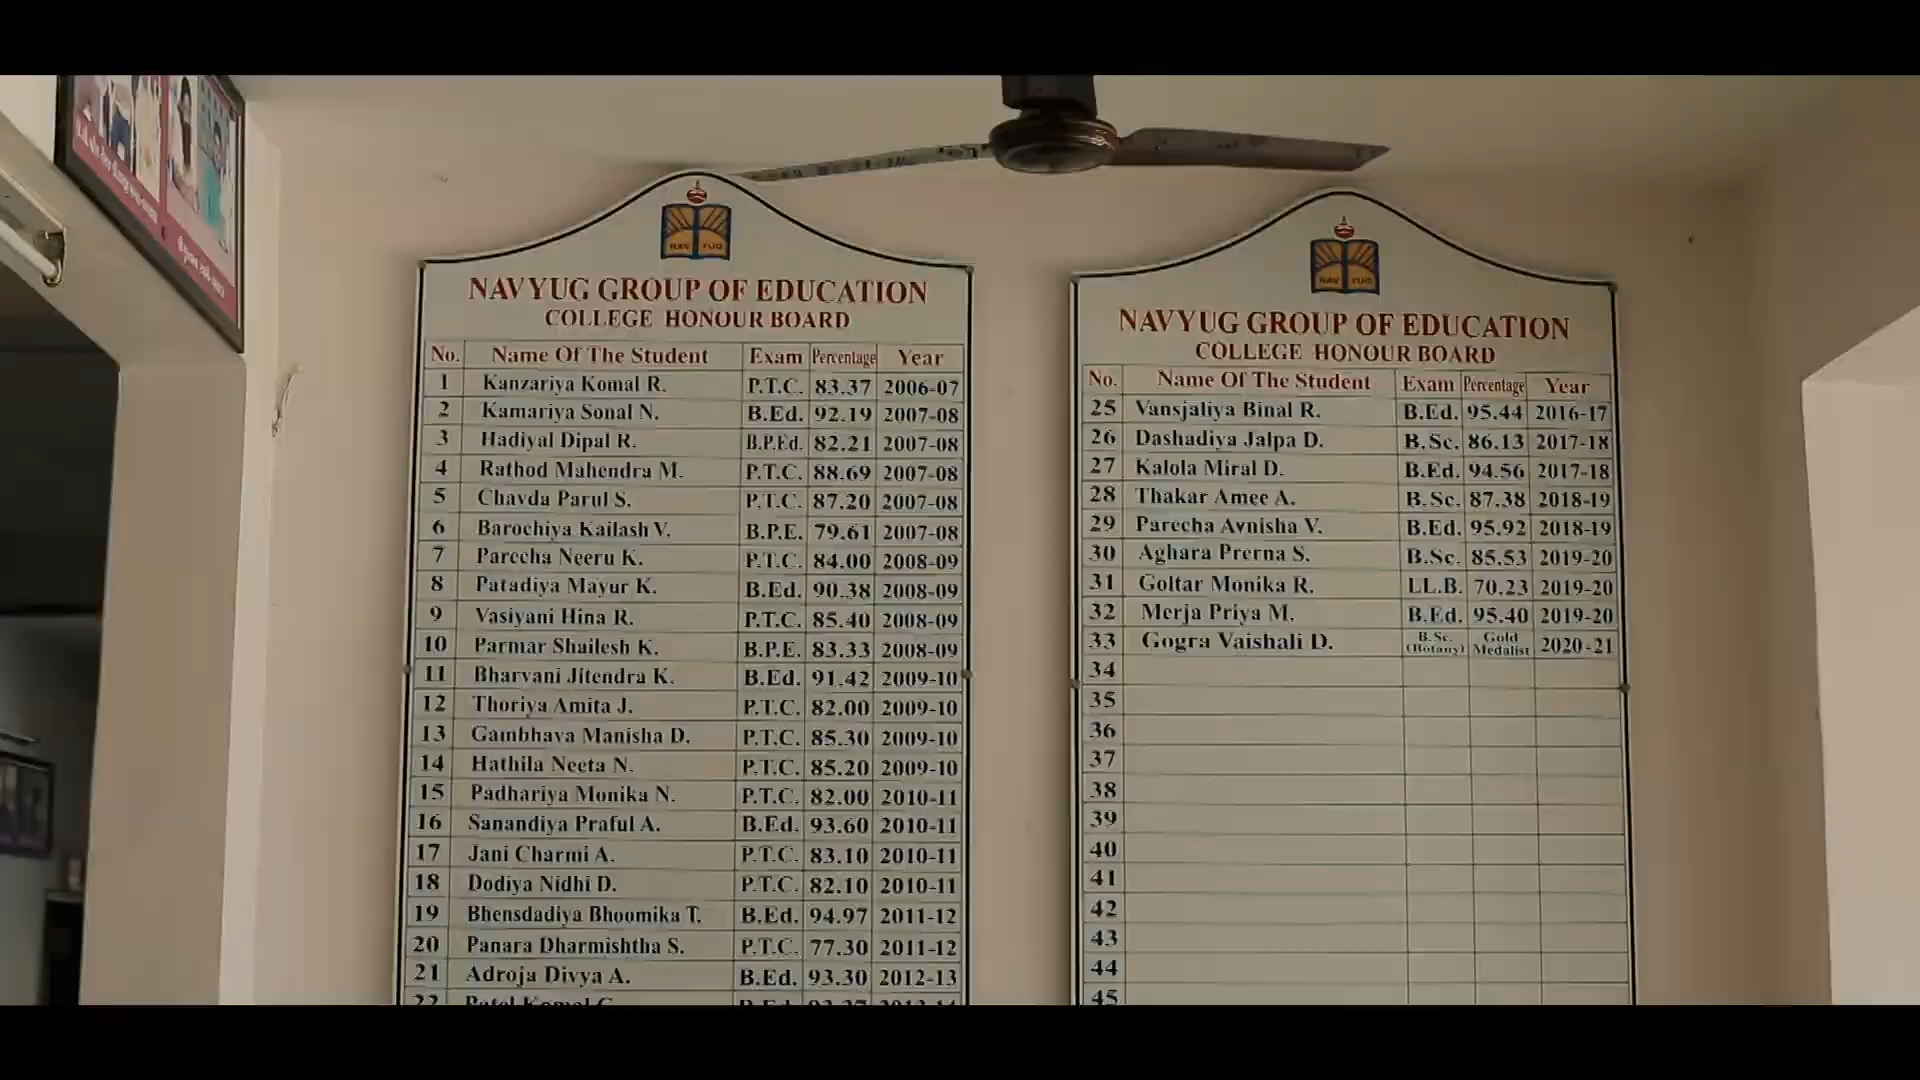 NAV YUG
NAVYUG GROUP OF EDUCATION
COLLEGE HONOUR BOARD
No. Name Of The Student Exam Percentage Year
1 Kanzariya Komal R. P.T.C. 83.37 2006-07
2 Kamariya Sonal N. B.Ed. 92.19 2007-08
3 Hadiyal Dipal R. B.P.Ed. 82.21 2007-08
4 Rathod Mahendra M. P.T.C. 88.69 2007-08
5 Chavda Parul S. P.T.C. 87.20 2007-08
6 Barochiya Kailash V. B.P.E. 79.61 2007-08
7 Parecha Neeru K. P.T.C. 84.00 2008-09
8 Patadiya Mayur K. B.Ed. 90.38 2008-09
9 Vasiyani Hina R. P.T.C. 85.40 2008-09
10 Parmar Shailesh K. B.P.E. 83.33 2008-09
11 Bharvani Jitendra K. B.Ed. 91.42 2009-10
12 Thoriya Amita J. P.T.C. 82.00 2009-10
13 Gambhava Manisha D. P.T.C. 85.30 2009-10
14 Hathila Neeta N. P.T.C. 85.20 2009-10
15 Padhariya Monika N. P.T.C. 82.00 2010-11
16 Sanandiya Praful A. B.Ed. 93.60 2010-11
17 Jani Charmi A. P.T.C. 83.10 2010-11
18 Dodiya Nidhi D. P.T.C. 82.10 2010-11
19 Bhensdadiya Bhoomika T. B.Ed. 94.97 2011-12
20 Panara Dharmishtha S. P.T.C. 77.30 2011-12
21 Adroja Divya A. B.Ed. 93.30 2012-13
22 Patel Komal
NAV YUG
NAVYUG GROUP OF EDUCATION
COLLEGE HONOUR BOARD
No. Name Of The Student Exam Percentage Year
25 Vansjaliya Binal R. B.Ed. 95.44 2016-17
26 Dashadiya Jalpa D. B.Sc. 86.13 2017-18
27 Kalola Miral D. B.Ed. 94.56 2017-18
28 Thakar Amee A. B.Sc. 87.38 2018-19
29 Parecha Avnisha V. B.Ed. 95.92 2018-19
30 Aghara Prerna S. B.Sc. 85.53 2019-20
31 Goltar Monika R. LL.B. 70.23 2019-20
32 Merja Priya M. B.Ed. 95.40 2019-20
33 Gogra Vaishali D. B.Sc. (Botany) Gold Medalist 2020-21
34
35
36
37
38
39
40
41
42
43
44
45